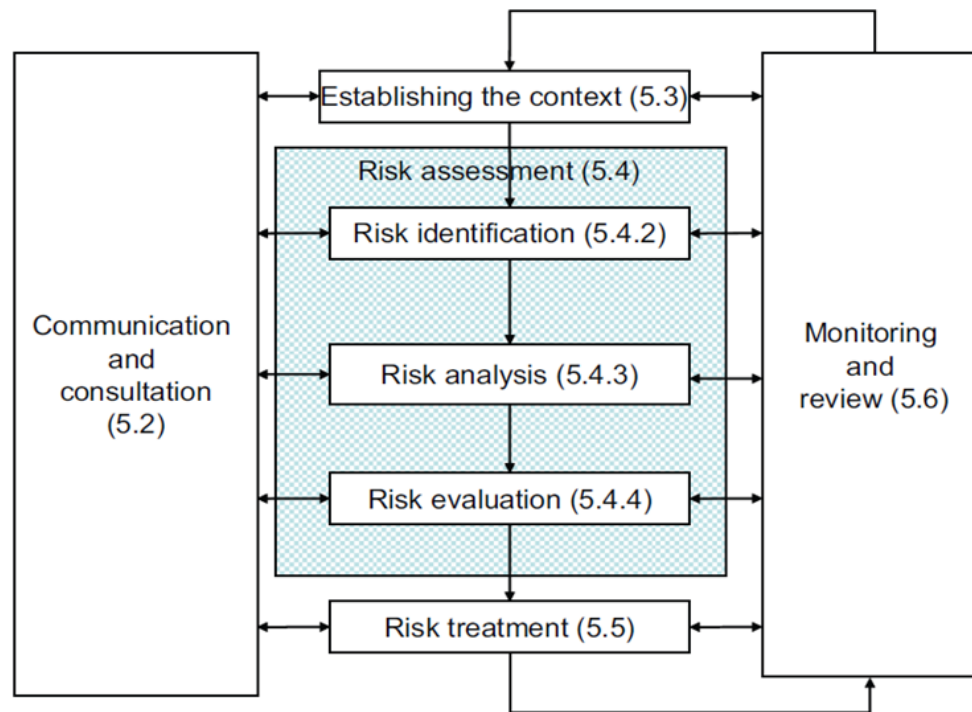 Establishing the context (5.3)
Risk assessment (5.4)
Risk identification (5.4.2)
Communication
and
consultation
(5.2)
Risk analysis (5.4.3)
Monitoring
and
review (5.6)
Risk evaluation (5.4.4)
Risk treatment (5.5)